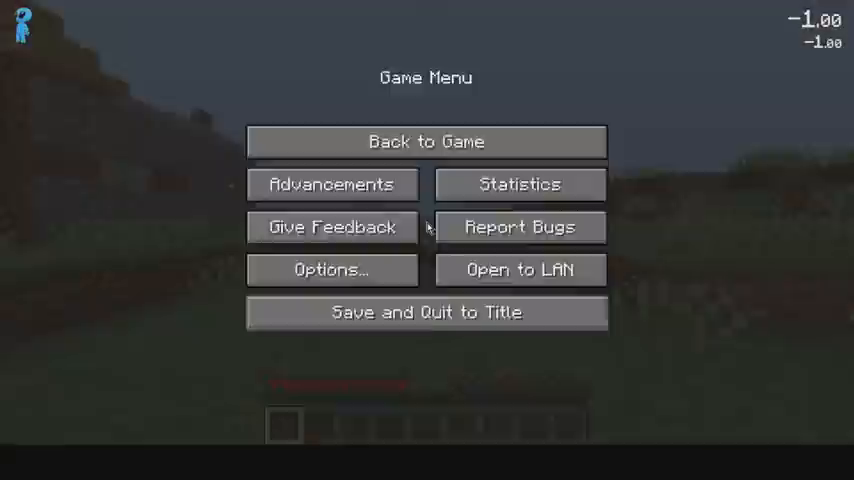 -1.00
-1.00
Game Menu
Back to Game
Advancements
Statistics
Give Feedback
Report Bugs
Options...
Open to LAN
Save and Quit to Title